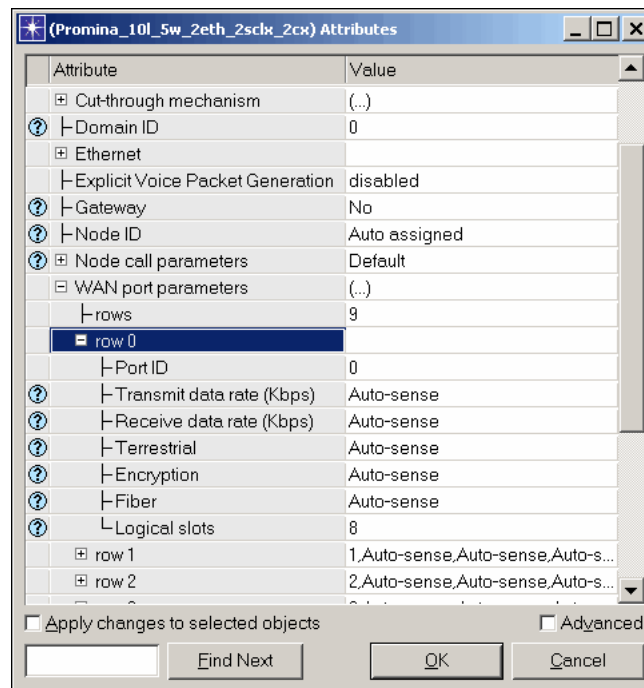 (Promina_10l_5w_2eth_2sclx_2cx) Attributes
Attribute Value
Cut-through mechanism (...)
Domain ID 0
Ethernet
Explicit Voice Packet Generation disabled
Gateway No
Node ID Auto assigned
Node call parameters Default
WAN port parameters (...)
rows 9
row 0
Port ID 0
Transmit data rate (Kbps) Auto-sense
Receive data rate (Kbps) Auto-sense
Terrestrial Auto-sense
Encryption Auto-sense
Fiber Auto-sense
Logical slots 8
row 1 1,Auto-sense,Auto-sense,Auto-s...
row 2 2,Auto-sense,Auto-sense,Auto-s...
Apply changes to selected objects Advanced
Find Next OK Cancel